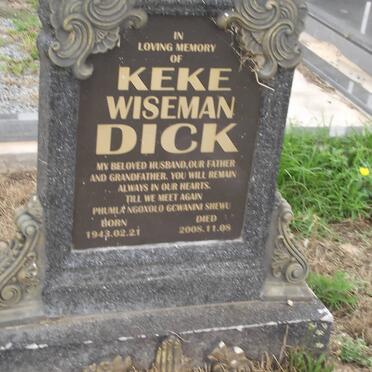 IN
LOVING MEMORY
OF
KEKE
WISEMAN
DICK
MY BELOVED HUSBAND, OUR FATHER
AND GRANDFATHER. YOU WILL REMAIN
ALWAYS IN OUR HEARTS.
TILL WE MEET AGAIN
PHUMLA NGOXOLO GCWANINI SHEWU
BORN DIED
1943.02.21 2008.11.08